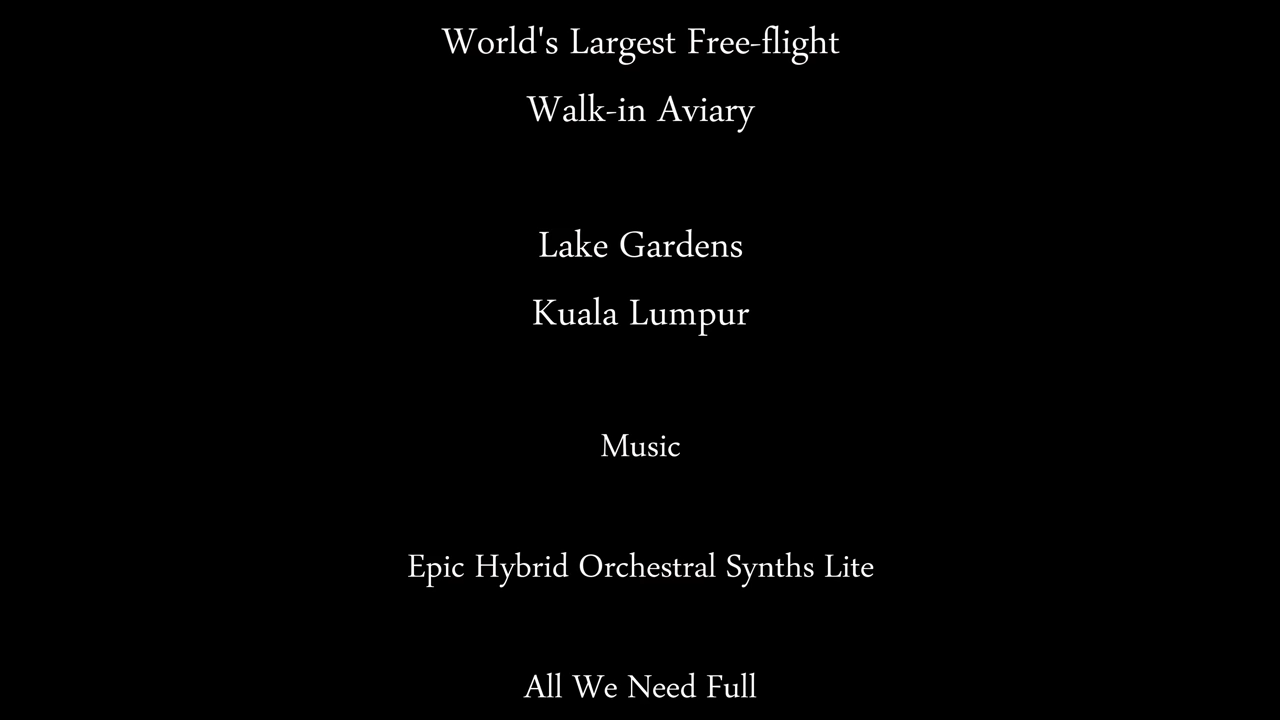 World's Largest Free-flight
Walk-in Aviary
Lake Gardens
Kuala Lumpur
Music
Epic Hybrid Orchestral Synths Lite
All We Need Full